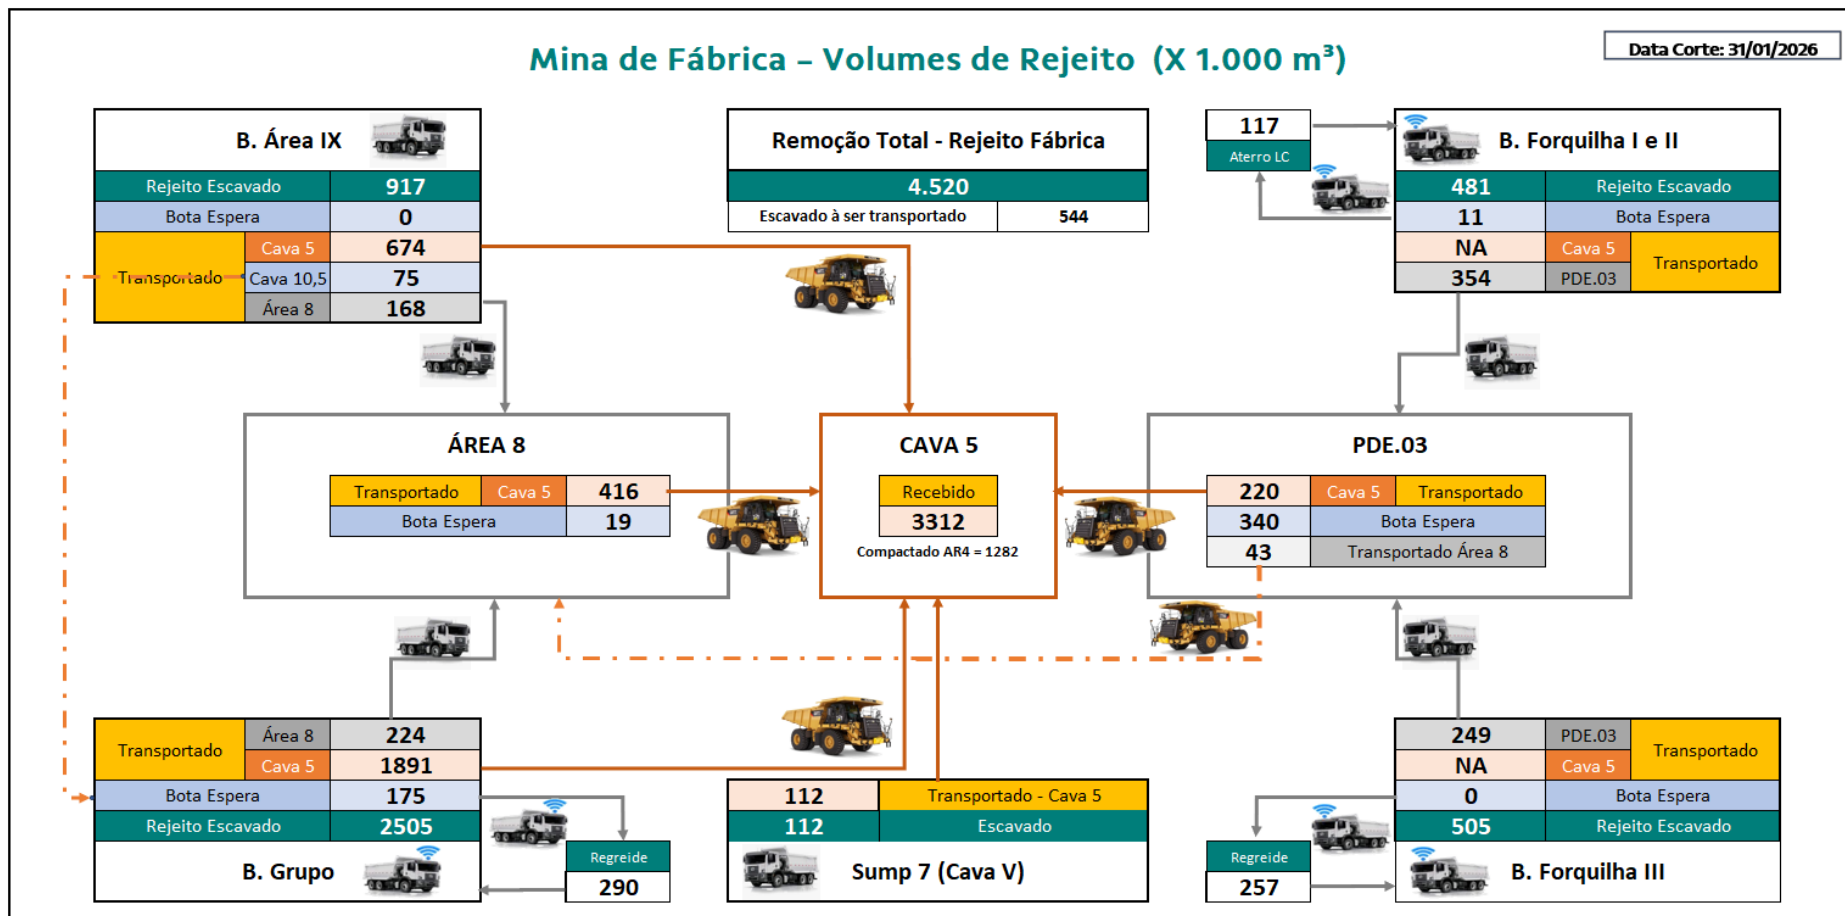 Mina de Fábrica – Volumes de Rejeito (X 1.000 m³)
Data Corte: 31/01/2026
B. Área IX
Rejeito Escavado 917
Bota Espera 0
Transportado
Cava 5 674
Cava 10,5 75
Área 8 168
Remoção Total - Rejeito Fábrica
4.520
Escavado à ser transportado 544
117
Aterro LC
B. Forquilha I e II
481 Rejeito Escavado
11 Bota Espera
NA Cava 5
354 PDE.03
Transportado
ÁREA 8
Transportado Cava 5 416
Bota Espera 19
CAVA 5
Recebido
3312
Compactado AR4 = 1282
PDE.03
220 Cava 5 Transportado
340 Bota Espera
43 Transportado Área 8
Transportado
Área 8 224
Cava 5 1891
Bota Espera 175
Rejeito Escavado 2505
B. Grupo
Regreide
290
112 Transportado - Cava 5
112 Escavado
Sump 7 (Cava V)
249 PDE.03
NA Cava 5
Transportado
0 Bota Espera
505 Rejeito Escavado
B. Forquilha III
Regreide
257